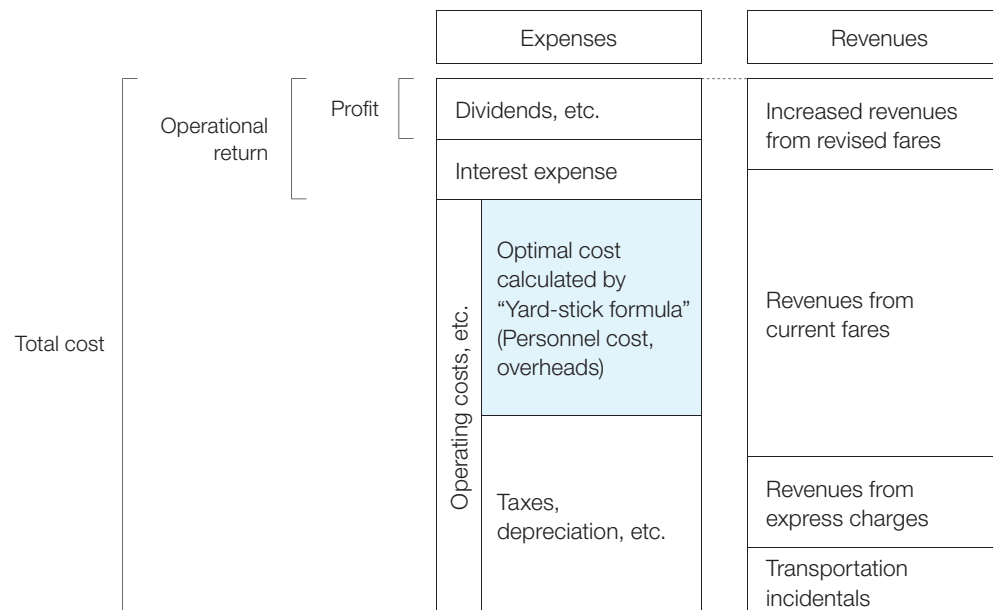 Expenses
Revenues
Total cost
Operational
return
Profit
Dividends, etc.
Interest expense
Operating costs, etc.
Optimal cost
calculated by
“Yard-stick formula”
(Personnel cost,
overheads)
Taxes,
depreciation, etc.
Increased revenues
from revised fares
Revenues from
current fares
Revenues from
express charges
Transportation
incidentals